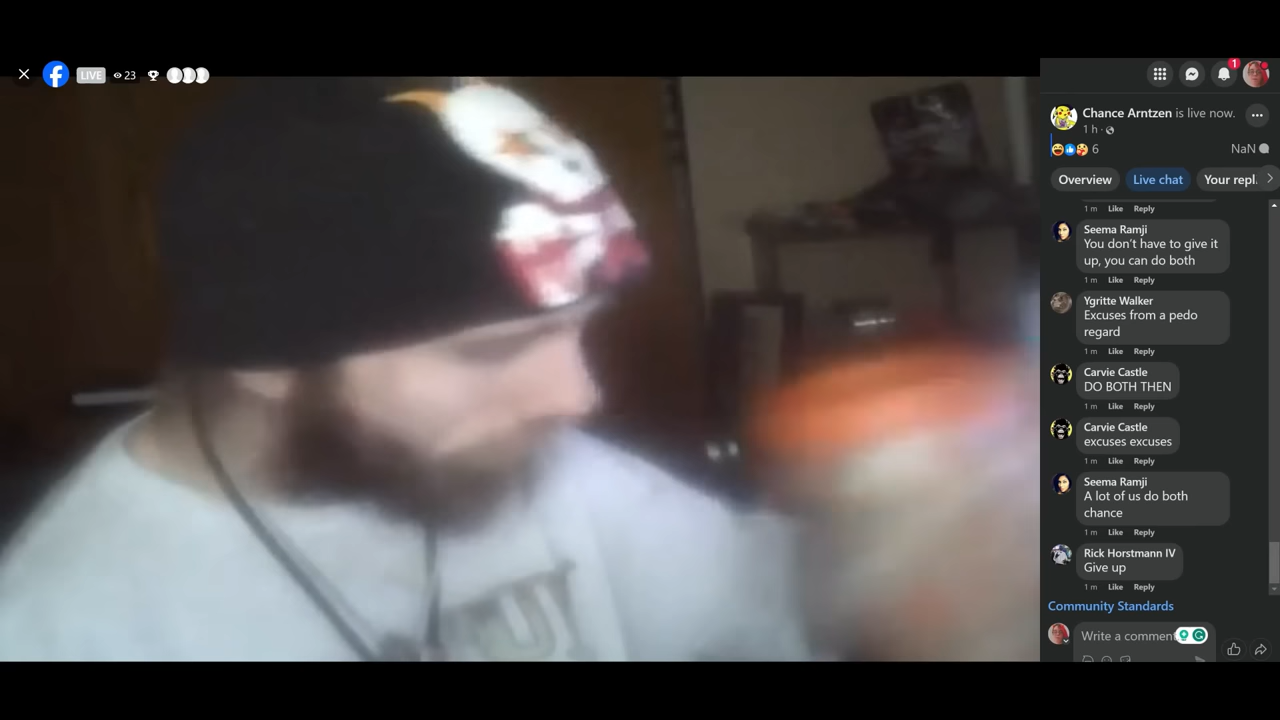 LIVE
23
1
Chance Arntzen is live now.
1 h
6
NaN
Overview
Live chat
Your repl.
1 m Like Reply
Seema Ramji
You don't have to give it
up, you can do both
1 m Like Reply
Ygritte Walker
Excuses from a pedo
regard
1 m Like Reply
Carvie Castle
DO BOTH THEN
1 m Like Reply
Carvie Castle
excuses excuses
1 m Like Reply
Seema Ramji
A lot of us do both
chance
1 m Like Reply
Rick Horstmann IV
Give up
1 m Like Reply
Community Standards
Write a comment